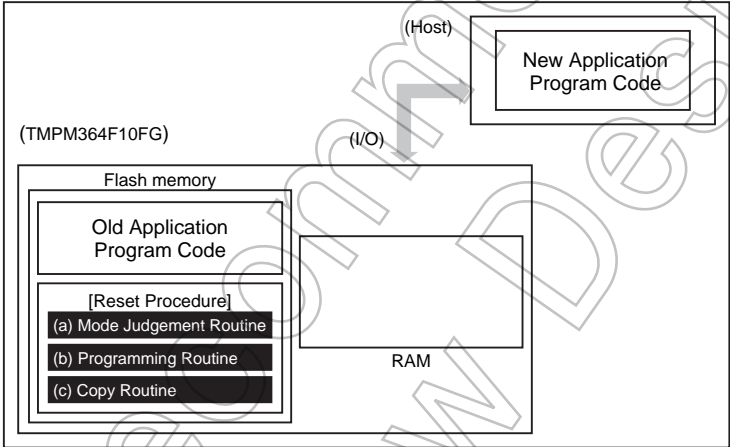 (Host)
New Application
Program Code
(TMPM364F10FG)
(I/O)
Flash memory
Old Application
Program Code
[Reset Procedure]
(a) Mode Judgement Routine
(b) Programming Routine
(c) Copy Routine
RAM